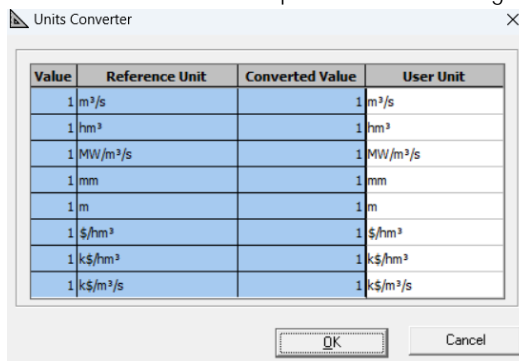 Units Converter
Value Reference Unit Converted Value User Unit
1 m³/s 1 m³/s
1 hm³ 1 hm³
1 MW/m³/s 1 MW/m³/s
1 mm 1 mm
1 m 1 m
1 $/hm³ 1 $/hm³
1 k$/hm³ 1 k$/hm³
1 k$/m³/s 1 k$/m³/s
OK Cancel